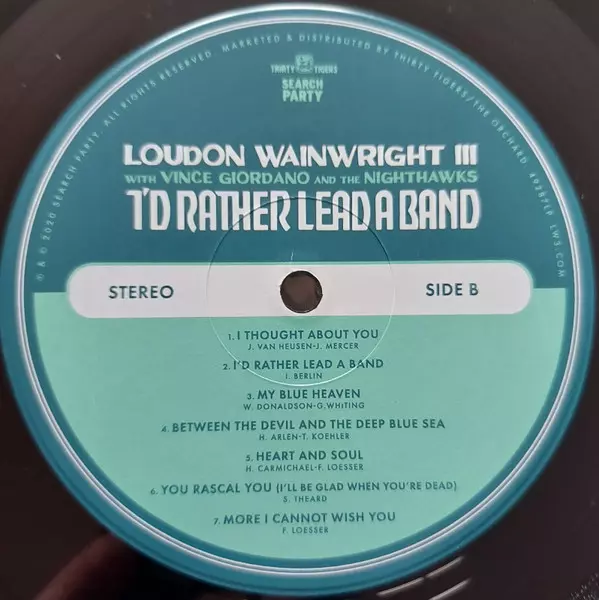 ℗ & © 2020 SEARCH PARTY. ALL RIGHTS RESERVED. MARKETED & DISTRIBUTED BY THIRTY TIGERS/THE ORCHARD. 49287LP LWS.COM
THIRTY TIGERS
SEARCH
PARTY
LOUDON WAINWRIGHT III
WITH VINCE GIORDANO AND THE NIGHTHAWKS
I'D RATHER LEAD A BAND
STEREO
SIDE B
1. I THOUGHT ABOUT YOU
J. VAN HEUSEN-J. MERCER
2. I'D RATHER LEAD A BAND
I. BERLIN
3. MY BLUE HEAVEN
W. DONALDSON-G.WHITING
4. BETWEEN THE DEVIL AND THE DEEP BLUE SEA
H. ARLEN-T. KOEHLER
5. HEART AND SOUL
H. CARMICHAEL-F. LOESSER
6. YOU RASCAL YOU (I'LL BE GLAD WHEN YOU'RE DEAD)
S. THEARD
7. MORE I CANNOT WISH YOU
F. LOESSER